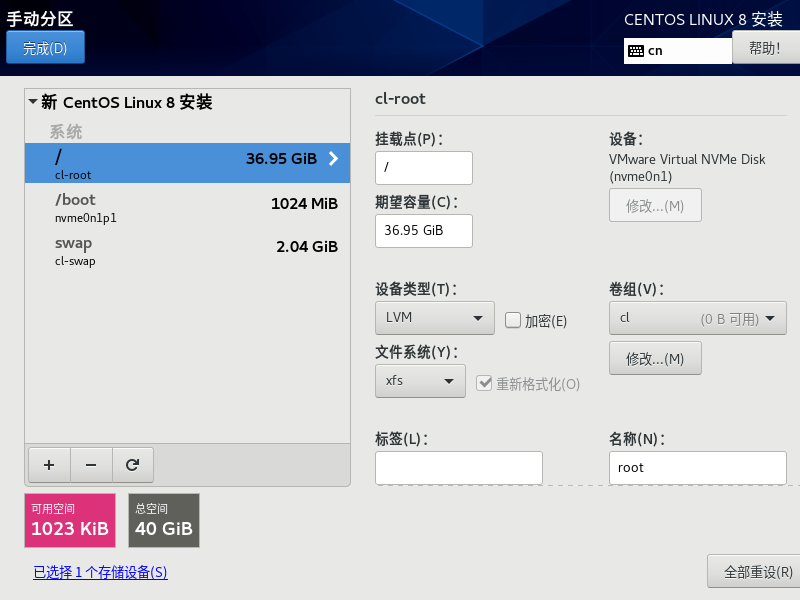 手动分区
CENTOS LINUX 8 安装
完成(D)
cn
帮助!
新 CentOS Linux 8 安装
系统
/
36.95 GiB
cl-root
/boot
1024 MiB
nvme0n1p1
swap
2.04 GiB
cl-swap
cl-root
挂载点(P):
/
期望容量(C):
36.95 GiB
设备:
VMware Virtual NVMe Disk
(nvme0n1)
修改...(M)
设备类型(T):
LVM
加密(E)
文件系统(Y):
xfs
重新格式化(O)
卷组(V):
cl (0 B 可用)
修改...(M)
标签(L):
名称(N):
root
可用空间
1023 KiB
总空间
40 GiB
已选择 1 个存储设备(S)
全部重设(R)